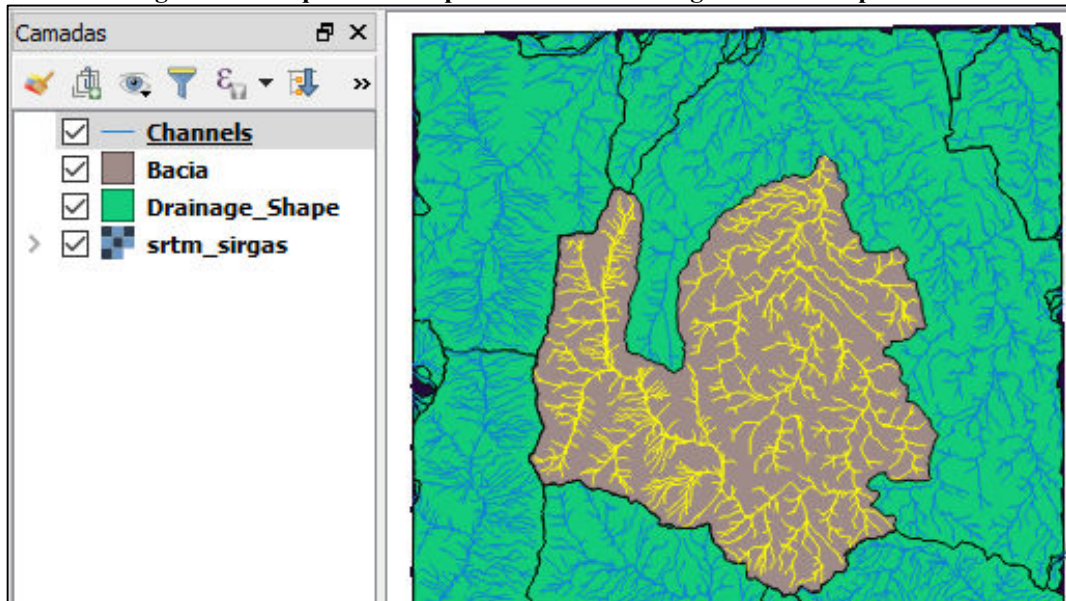 Camadas
Channels
Bacia
Drainage_Shape
srtm_sirgas